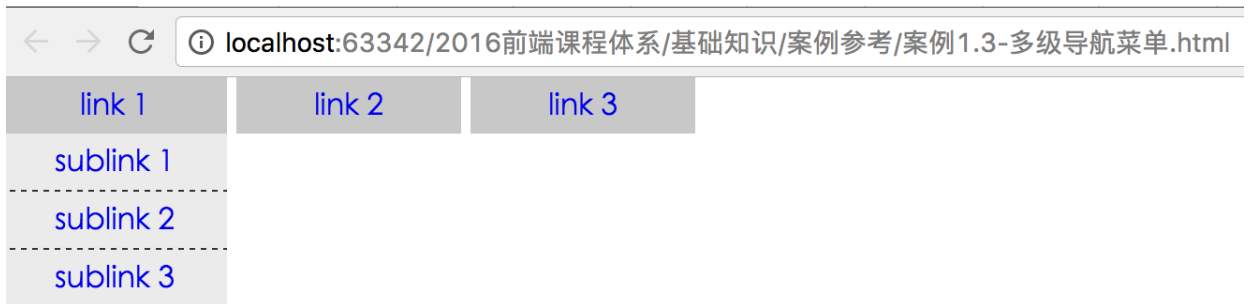 localhost:63342/2016前端课程体系/基础知识/案例参考/案例1.3-多级导航菜单.html
link 1 link 2 link 3
sublink 1
sublink 2
sublink 3